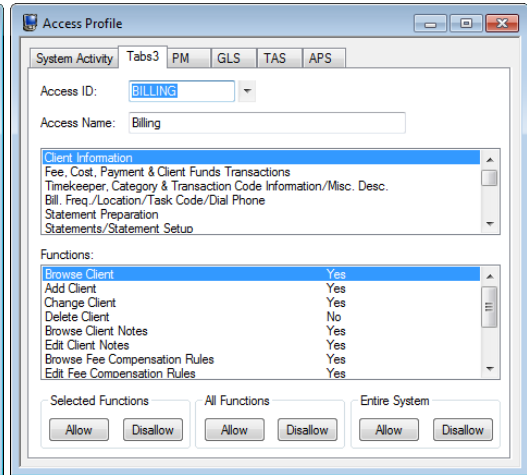 Access Profile
System Activity Tabs3 PM GLS TAS APS
Access ID: BILLING
Access Name: Billing
Client Information
Fee, Cost, Payment & Client Funds Transactions
Timekeeper, Category & Transaction Code Information/Misc. Desc.
Bill. Freq./Location/Task Code/Dial Phone
Statement Preparation
Statements/Statement Setup
Functions:
Browse Client Yes
Add Client Yes
Change Client Yes
Delete Client No
Browse Client Notes Yes
Edit Client Notes Yes
Browse Fee Compensation Rules Yes
Edit Fee Compensation Rules Yes
Selected Functions All Functions Entire System
Allow Disallow Allow Disallow Allow Disallow